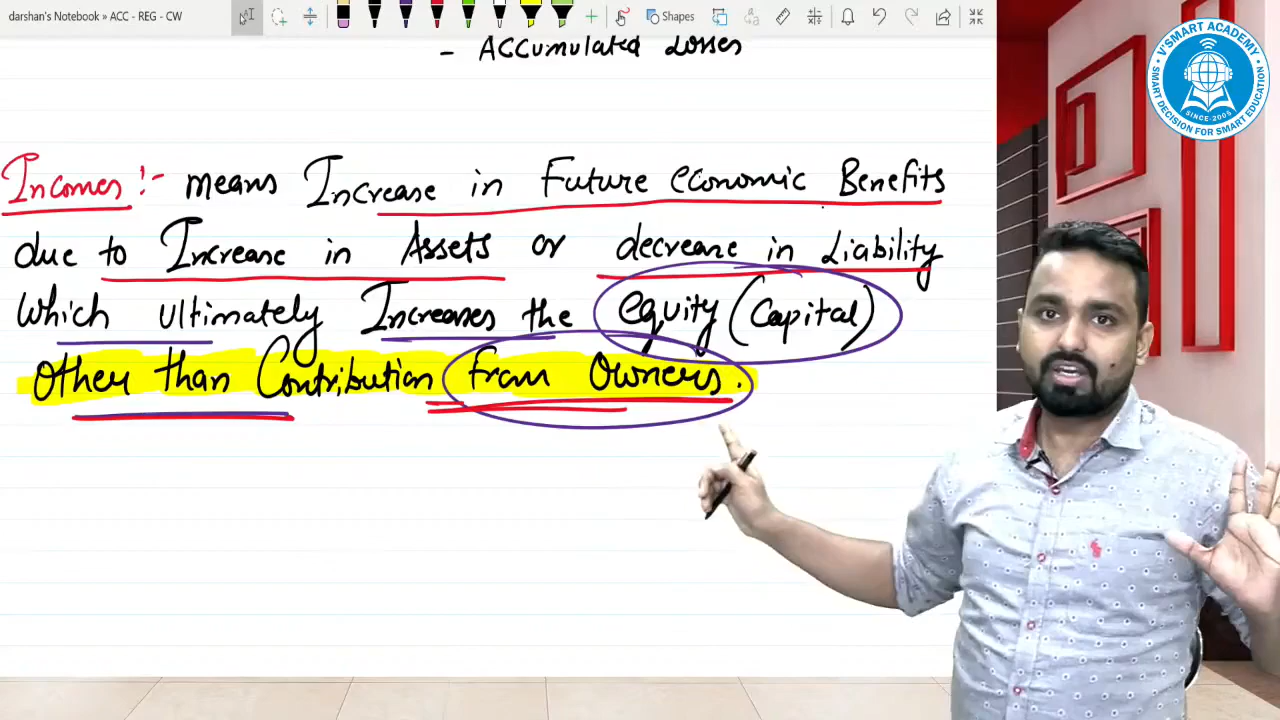 darshan's Notebook » ACC - REG - CW
Shapes
- Accumulated Losses
Incomes :- means Increase in Future economic Benefits
due to Increase in Assets or decrease in Liability
Which ultimately Increases the equity (Capital)
Other than Contribution from Owners.
V'SMART ACADEMY
SINCE-2005
SMART DECISION FOR SMART EDUCATION